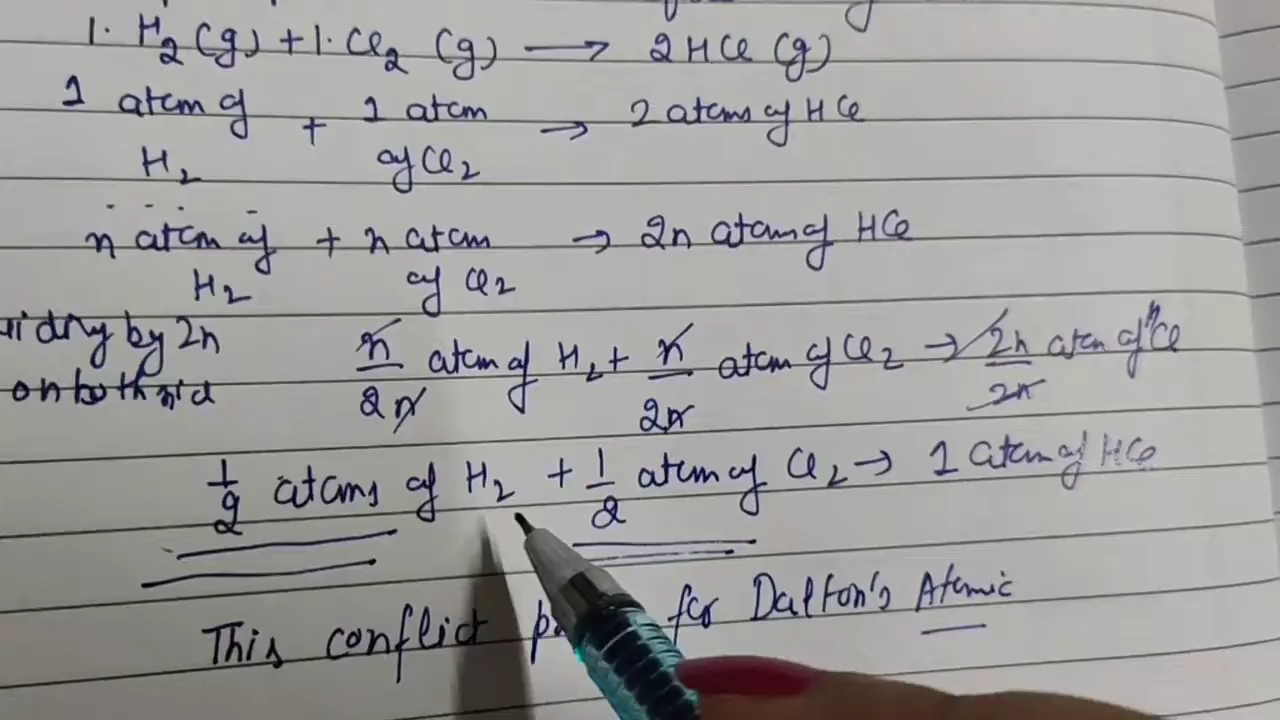 1. H₂ (g) + 1. Cl₂ (g) → 2 HCl (g)
1 atom of H₂ + 1 atom of Cl₂ → 2 atoms of HCl
n atom of H₂ + n atom of Cl₂ → 2n atom of HCl
by 2n on both sid n/2n atom of H₂ + n/2n atom of Cl₂ → 2n/2n atom of HCl
1/2 atoms of H₂ + 1/2 atom of Cl₂ → 1 atom of HCl
This conflict for Dalton's Atomic